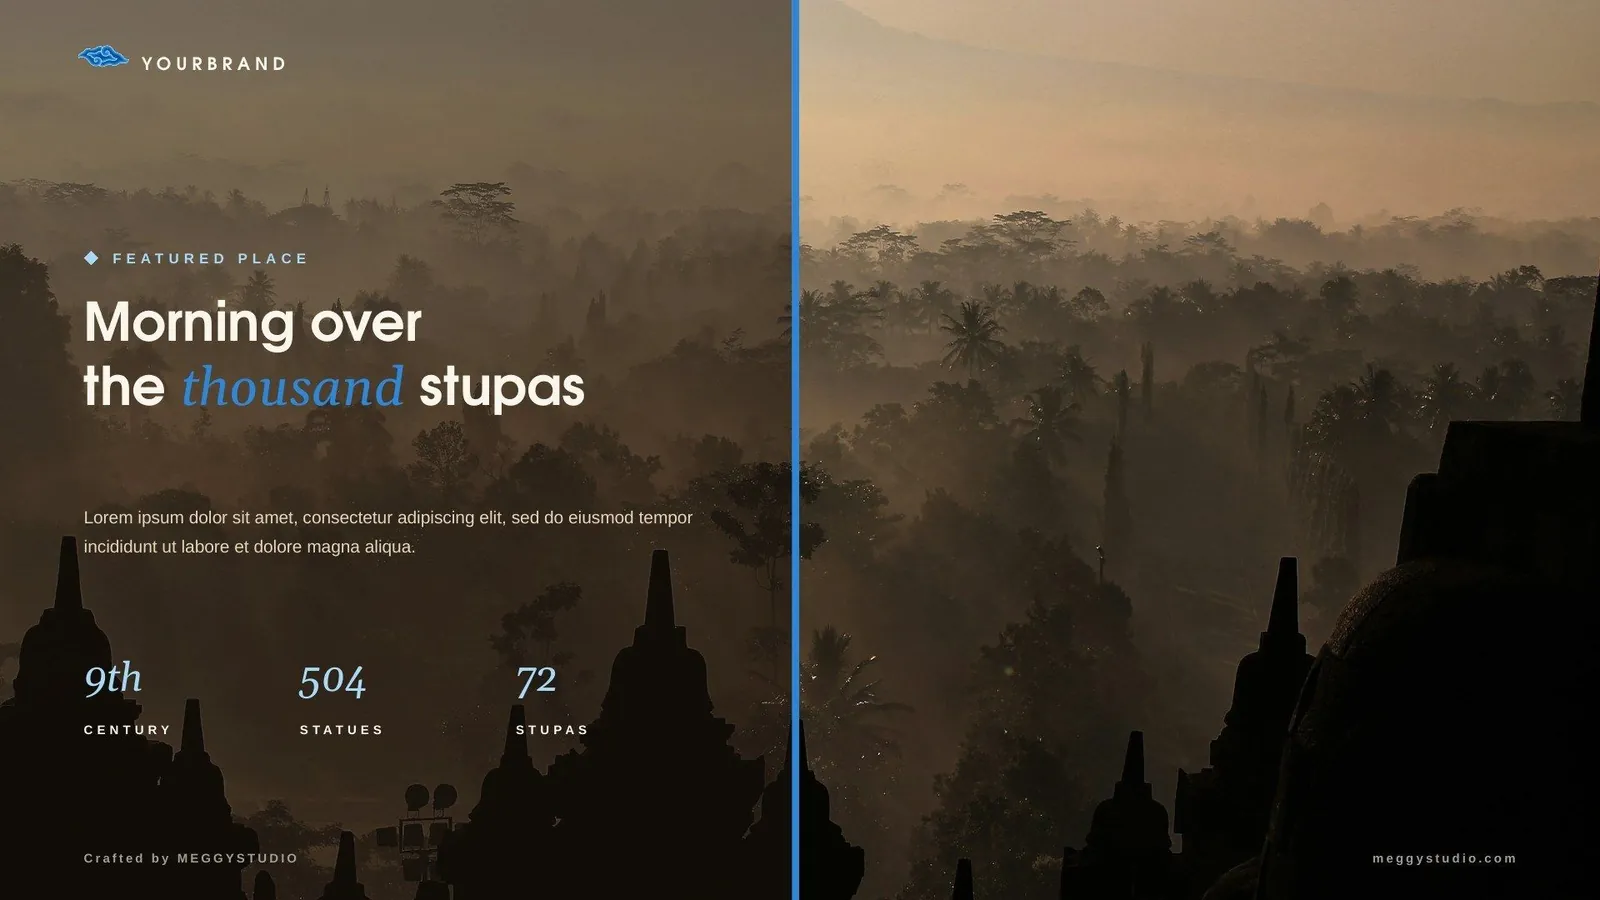 YOURBRAND
FEATURED PLACE
Morning over
the thousand stupas
Lorem ipsum dolor sit amet, consectetur adipiscing elit, sed do eiusmod tempor
incididunt ut labore et dolore magna aliqua.
9th 504 72
CENTURY STATUES STUPAS
Crafted by MEGGYSTUDIO
meggystudio.com